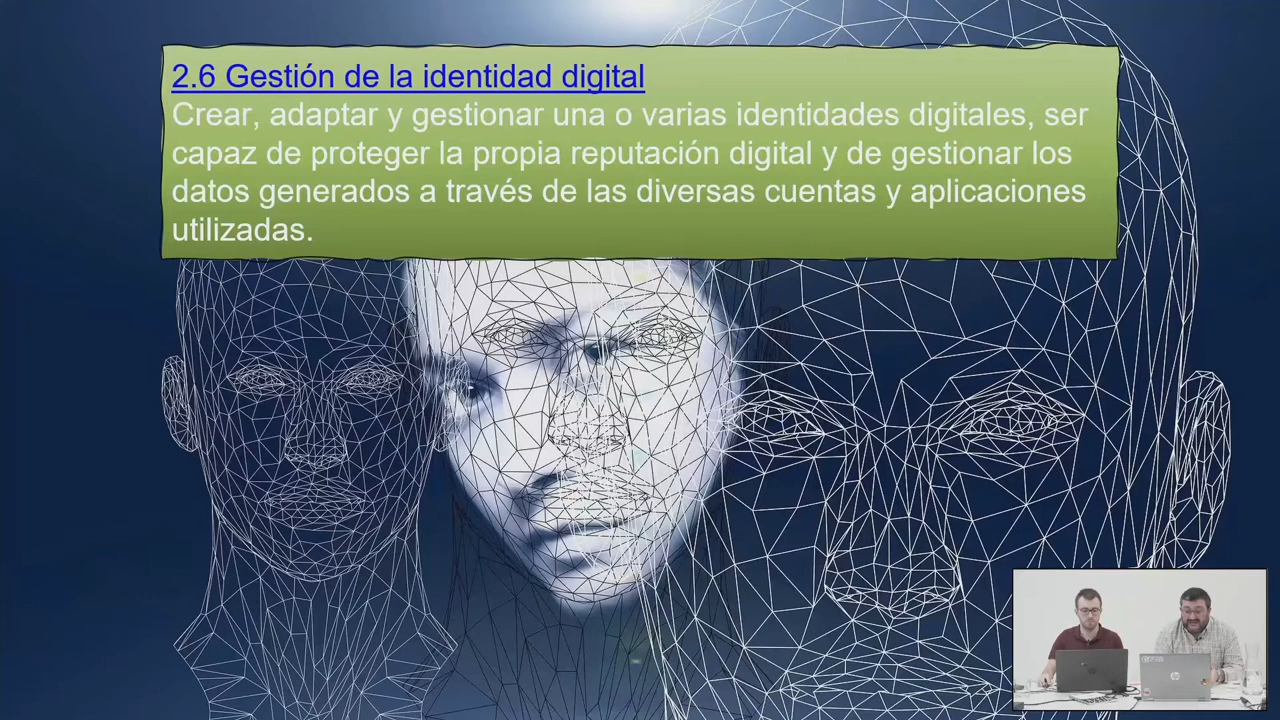 2.6 Gestión de la identidad digital
Crear, adaptar y gestionar una o varias identidades digitales, ser
capaz de proteger la propia reputación digital y de gestionar los
datos generados a través de las diversas cuentas y aplicaciones
utilizadas.